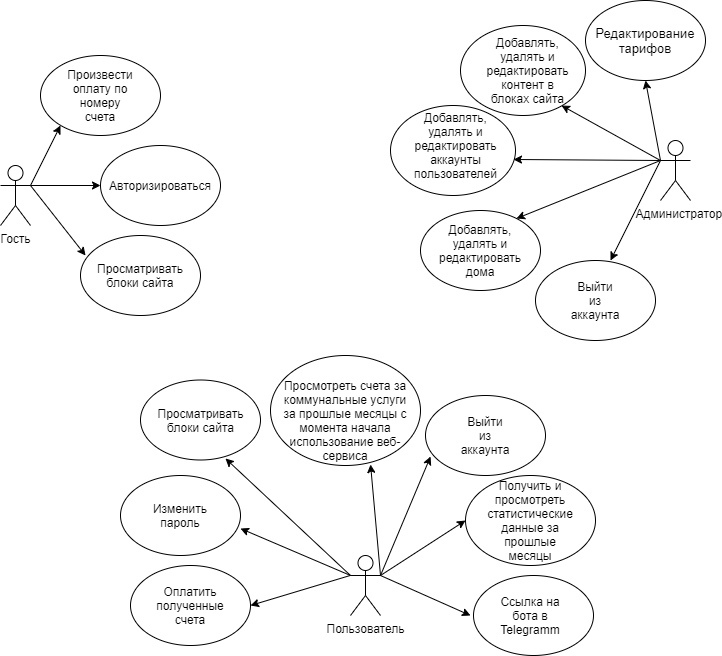 Произвести
оплату по
номеру
счета
Авторизироваться
Просматривать
блоки сайта
Гость
Редактирование
тарифов
Добавлять,
удалять и
редактировать
контент в
блоках сайта
Добавлять,
удалять и
редактировать
аккаунты
пользователей
Добавлять,
удалять и
редактировать
дома
Выйти
из
аккаунта
Администратор
Просматривать
блоки сайта
Просмотреть счета за
коммунальные услуги
за прошлые месяцы с
момента начала
использование веб-
сервиса
Выйти
из
аккаунта
Изменить
пароль
Получить и
просмотреть
статистические
данные за
прошлые
месяцы
Оплатить
полученные
счета
Ссылка на
бота в
Telegramm
Пользователь